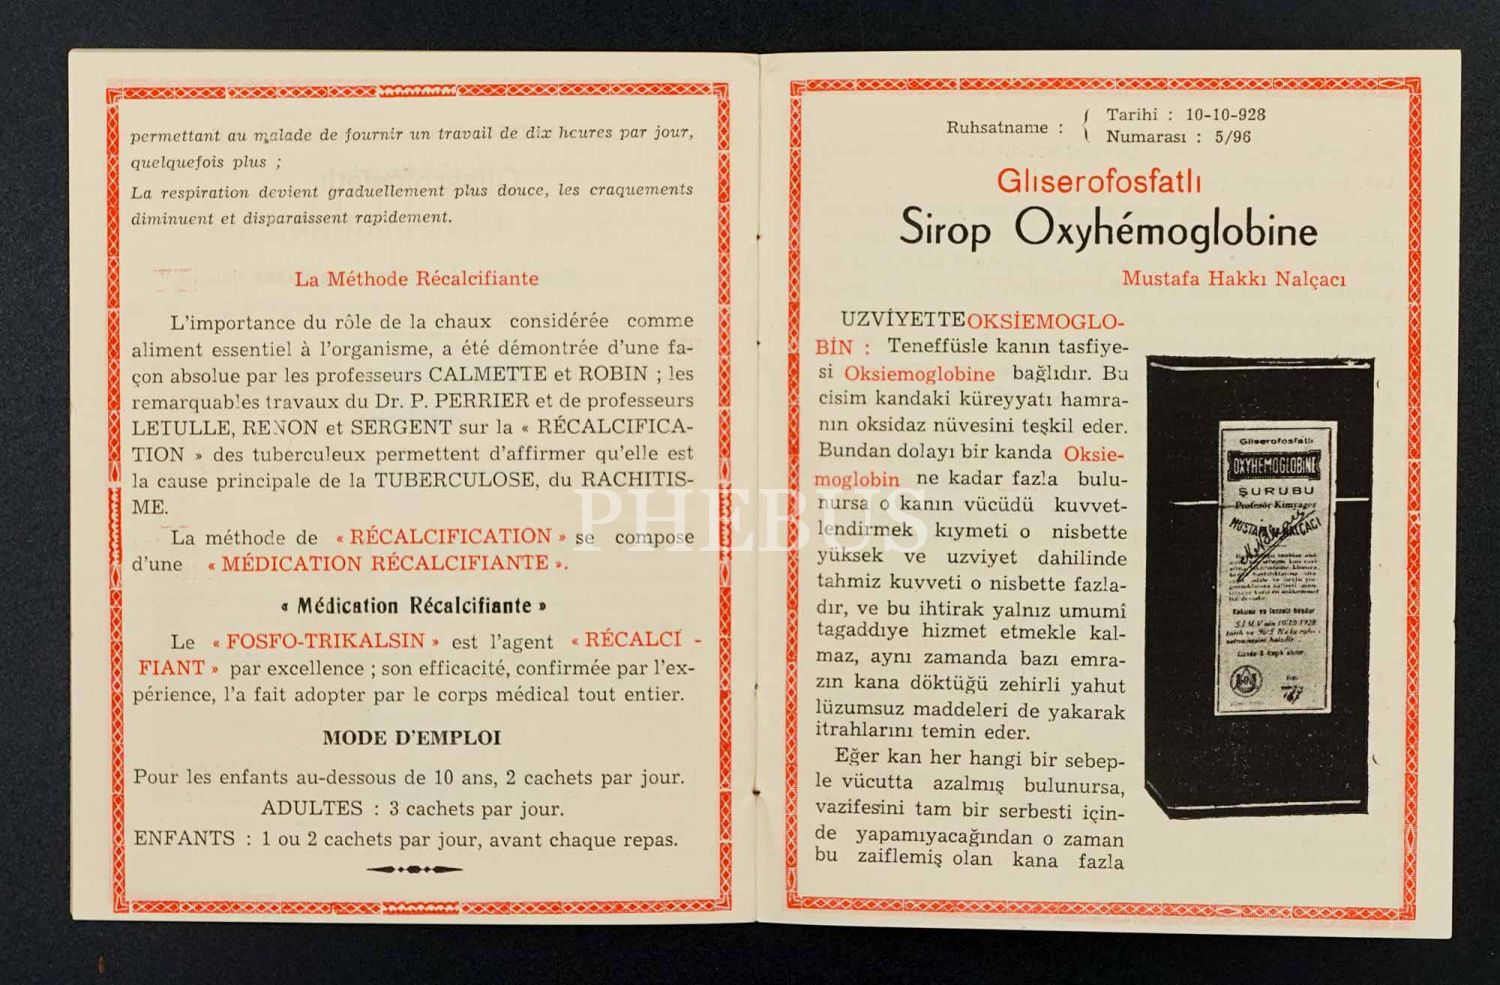 permettant au malade de fournir un travail de dix heures par jour,
quelquefois plus ;
La respiration devient graduellement plus douce, les craquements
diminuent et disparaissent rapidement.
La Méthode Récalcifiante
L'importance du rôle de la chaux considérée comme
aliment essentiel à l'organisme, a été démontrée d'une fa-
çon absolue par les professeurs CALMETTE et ROBIN ; les
remarquables travaux du Dr. P. PERRIER et de professeurs
LETULLE, RENON et SERGENT sur la « RÉCALCIFICA-
TION » des tuberculeux permettent d'affirmer qu'elle est
la cause principale de la TUBERCULOSE, du RACHITIS-
ME.
La méthode de « RÉCALCIFICATION » se compose
d'une « MÉDICATION RÉCALCIFIANTE ».
« Médication Récalcifiante »
Le « FOSFO-TRIKALSIN » est l'agent « RÉCALCI -
FIANT » par excellence ; son efficacité, confirmée par l'ex-
périence, l'a fait adopter par le corps médical tout entier.
MODE D'EMPLOI
Pour les enfants au-dessous de 10 ans, 2 cachets par jour.
ADULTES : 3 cachets par jour.
ENFANTS : 1 ou 2 cachets par jour, avant chaque repas.
Ruhsatname : { Tarihi : 10-10-928
Numarası : 5/96
Glıserofosfatlı
Sirop Oxyhémoglobine
Mustafa Hakkı Nalçacı
UZVİYETTE OKSİEMOGLO-
BİN : Teneffüsle kanın tasfiye-
si Oksiemoglobine bağlıdır. Bu
cisim kandaki küreyyatı hamra-
nın oksidaz nüvesini teşkil eder.
Bundan dolayı bir kanda Oksie-
moglobin ne kadar fazla bulu-
nursa o kanın vücüdü kuvvet-
lendirmek kıymeti o nisbette
yüksek ve uzviyet dahilinde
tahmiz kuvveti o nisbette fazla-
dır, ve bu ihtirak yalnız umumî
tagaddıye hizmet etmekle kal-
maz, aynı zamanda bazı emra-
zın kana döktüğü zehirli yahut
lüzumsuz maddeleri de yakarak
itrahlarını temin eder.
Eğer kan her hangi bir sebep-
le vücutta azalmış bulunursa,
vazifesini tam bir serbesti için-
de yapamıyacağından o zaman
bu zaiflemiş olan kana fazla
Gliserofosfatlı
OXYHEMOGLOBINE
ŞURUBU
Profesör Kimyager
MUSTAFA NALÇACI
PHEBUS